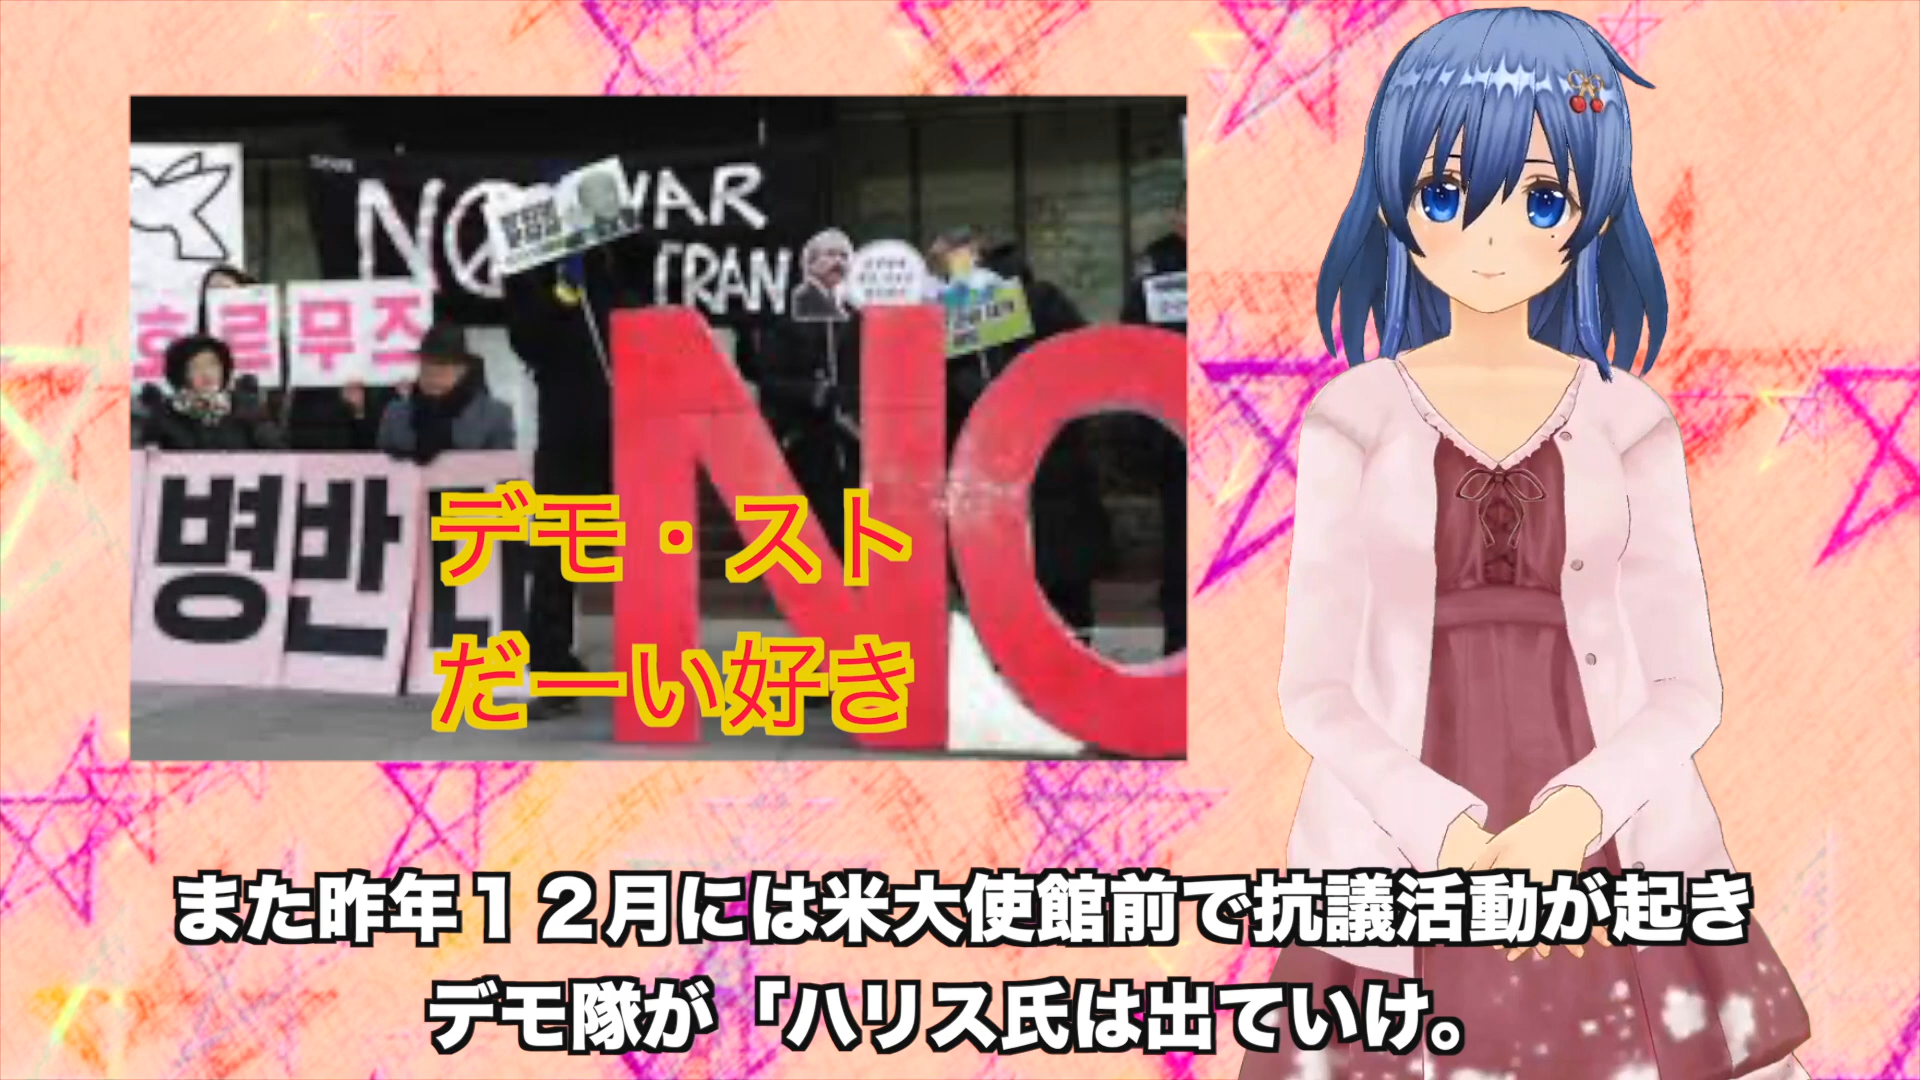 NO WAR
IRAN
호르무즈
병반
NO
デモ・スト
だーい好き
また昨年１２月には米大使館前で抗議活動が起き
デモ隊が「ハリス氏は出ていけ。